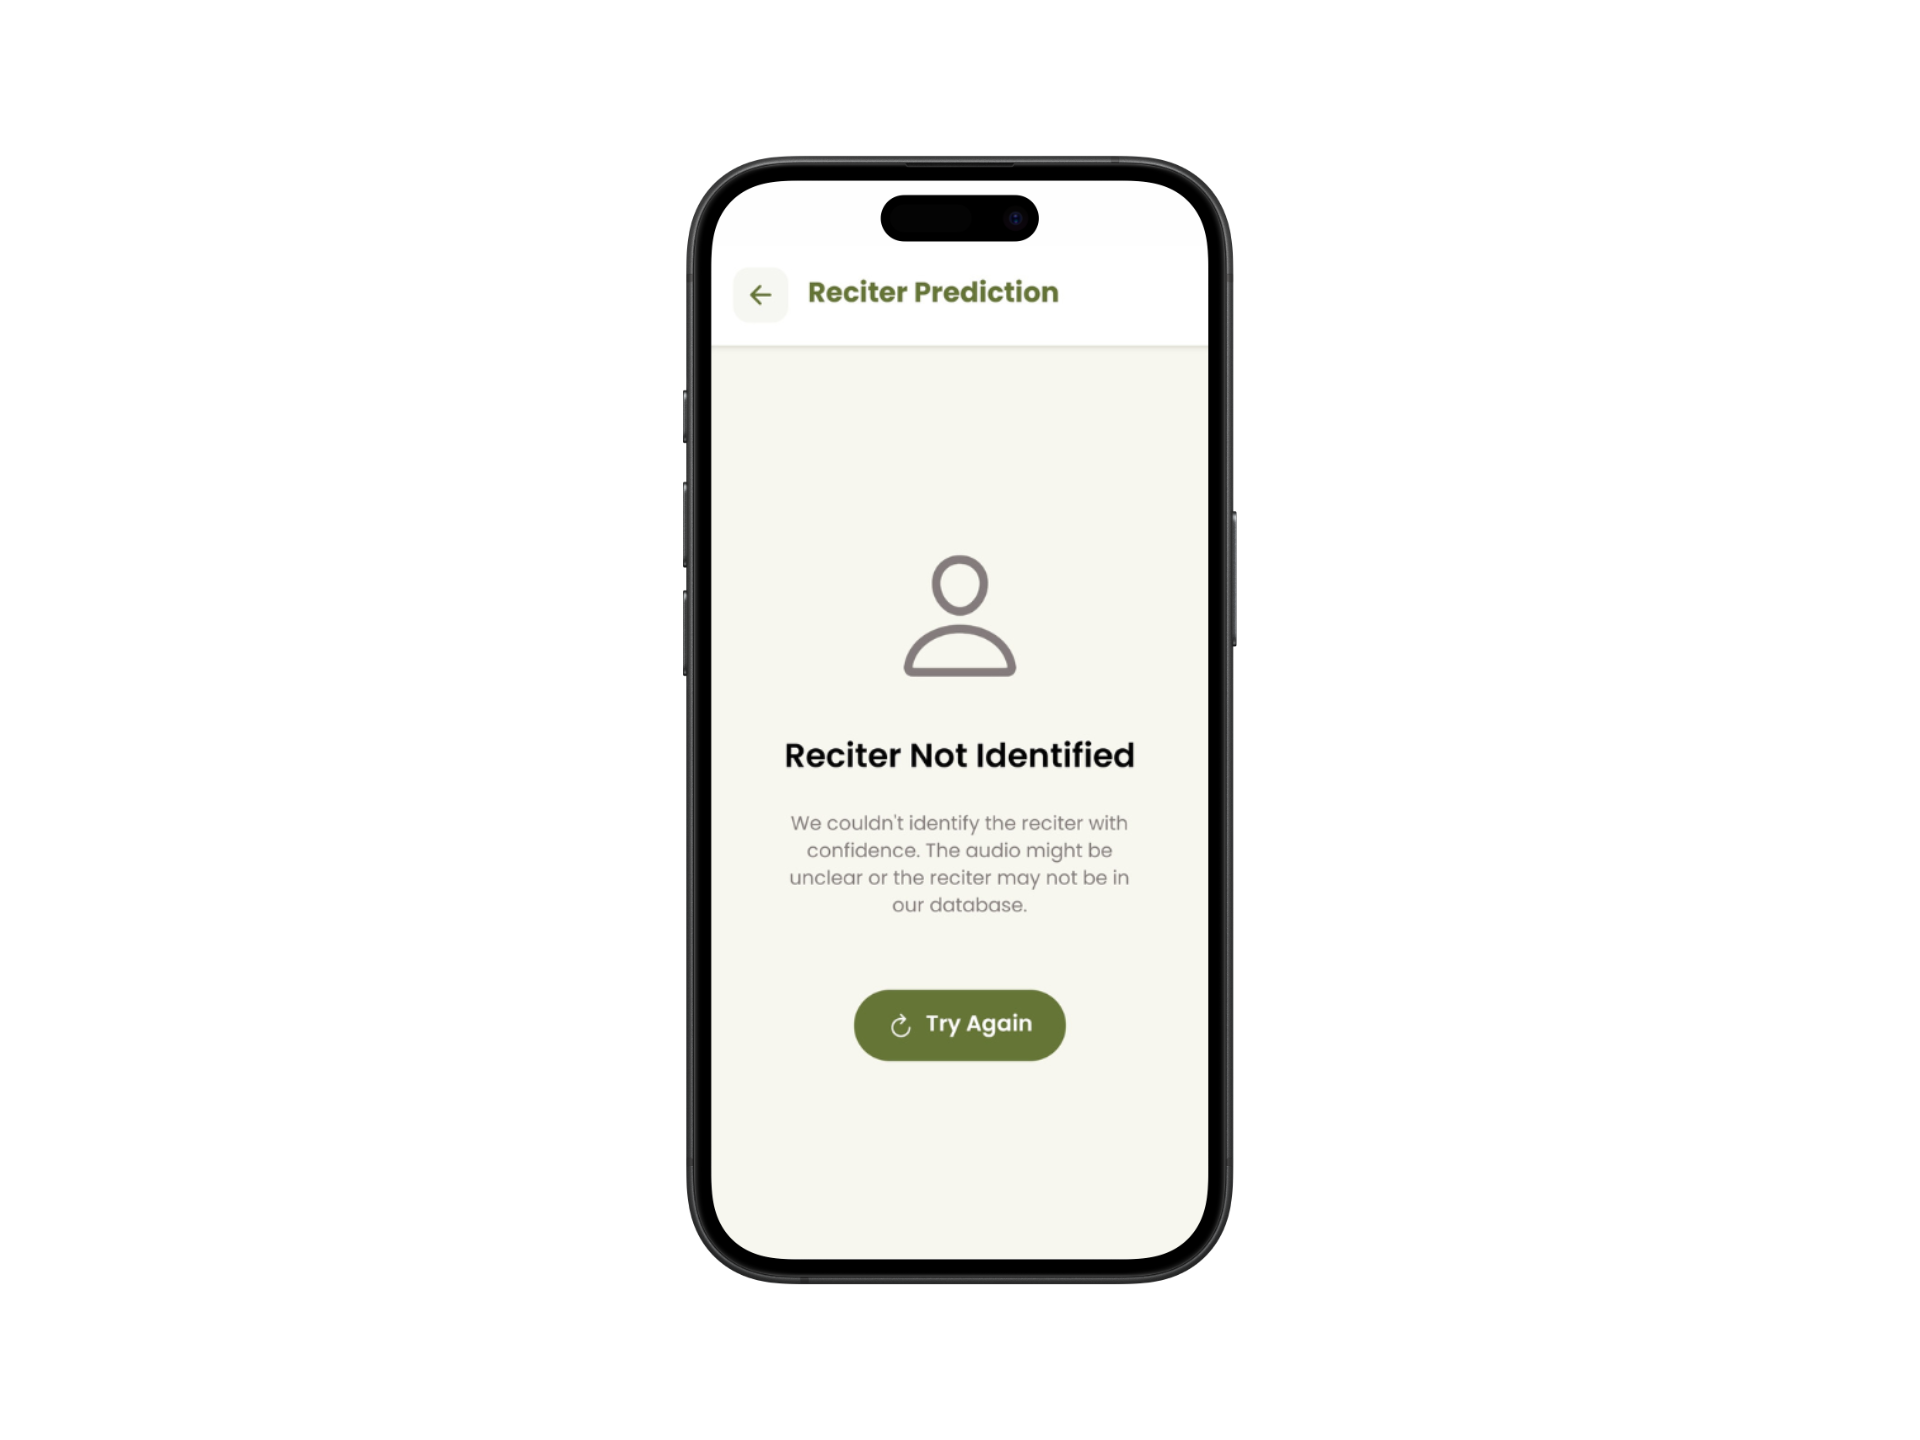 Reciter Prediction
Reciter Not Identified
We couldn't identify the reciter with
confidence. The audio might be
unclear or the reciter may not be in
our database.
Try Again